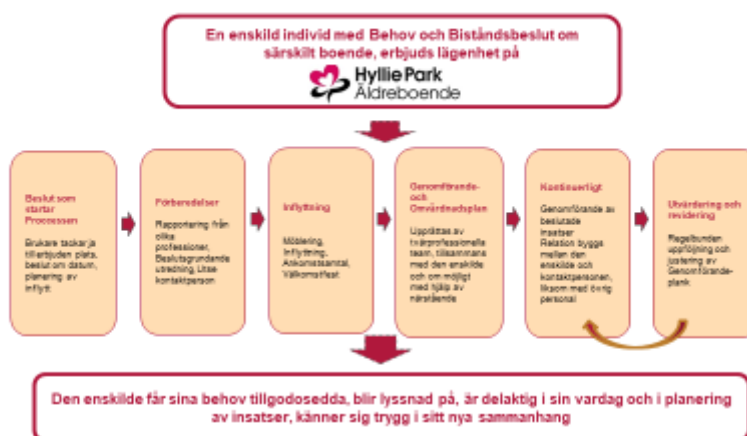 En enskild individ med Behov och Biståndsbeslut om
särskilt boende, erbjuds lägenhet på
Hyllie Park
Äldreboende
Beslut som
startar
Processen
Brukare tackar ja
till erbjuden plats,
beslut om datum,
planering av
inflytt
Förberedelser
Rapportering från
olika
professioner,
Beslutsgrundande
utredning, Utse
kontaktperson
Inflyttning
Möblering,
Inflyttning,
Ankomstsamtal,
Välkomstfest
Genomförande-
och
Omvårdnadsplan
Upprättas av
tvärprofessionella
team, tillsammans
med den enskilde
och om möjligt
med hjälp av
närstående
Kontinuerligt
Genomförande av
beslutade
insatser
Relation byggs
mellan den
enskilde och
kontaktpersonen,
liksom med övrig
personal
Utvärdering och
revidering
Regelbunden
uppföljning och
justering av
Genomförande-
plank
Den enskilde får sina behov tillgodosedda, blir lyssnad på, är delaktig i sin vardag och i planering
av insatser, känner sig trygg i sitt nya sammanhang